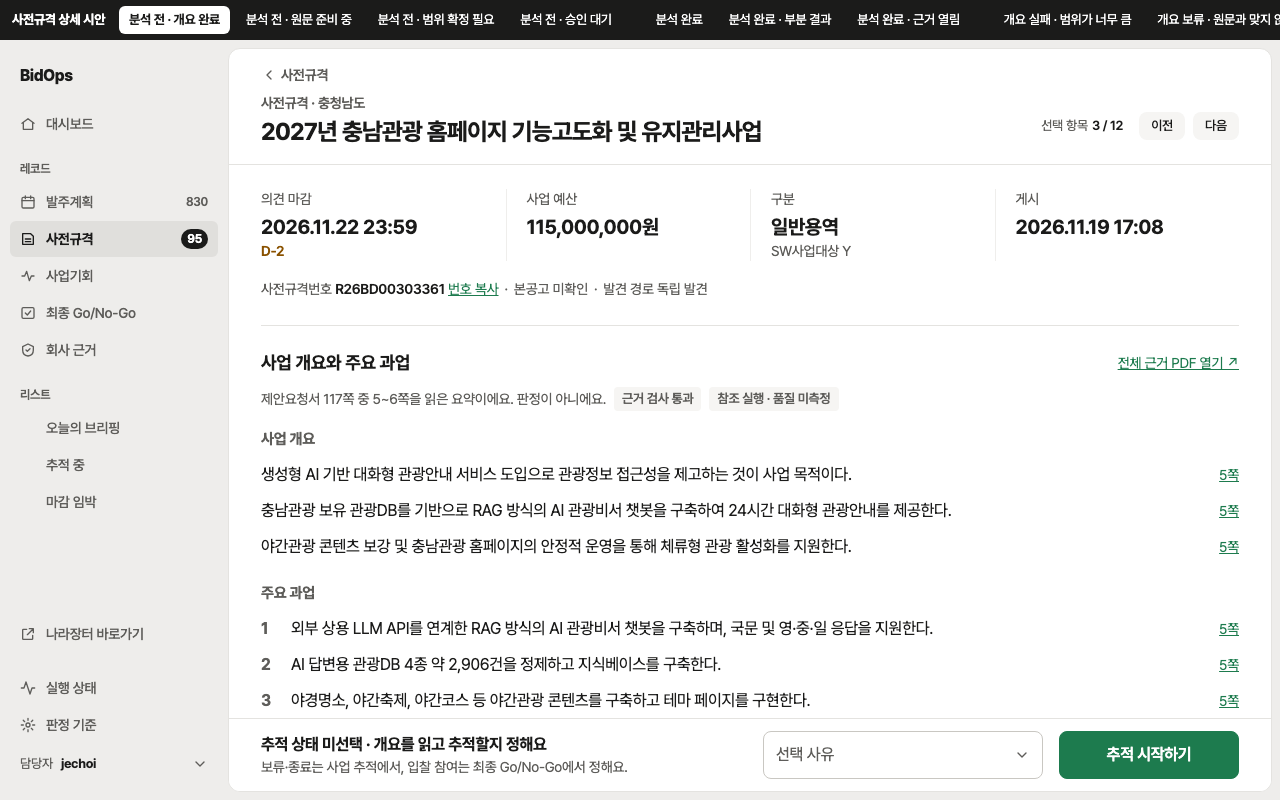 사전규격 상세 시안
분석 전 · 개요 완료
분석 전 · 원문 준비 중
분석 전 · 범위 확정 필요
분석 전 · 승인 대기
분석 완료
분석 완료 · 부분 결과
분석 완료 · 근거 열림
개요 실패 · 범위가 너무 큼
개요 보류 · 원문과 맞지
BidOps
대시보드
레코드
발주계획 830
사전규격 95
사업기회
최종 Go/No-Go
회사 근거
리스트
오늘의 브리핑
추적 중
마감 임박
나라장터 바로가기
실행 상태
판정 기준
담당자 jechoi
사전규격
사전규격 · 충청남도
2027년 충남관광 홈페이지 기능고도화 및 유지관리사업
선택 항목 3 / 12
이전
다음
의견 마감
2026.11.22 23:59
D-2
사업 예산
115,000,000원
구분
일반용역
SW사업대상 Y
게시
2026.11.19 17:08
사전규격번호 R26BD00303361 번호 복사 · 본공고 미확인 · 발견 경로 독립 발견
사업 개요와 주요 과업
전체 근거 PDF 열기 ↗
제안요청서 117쪽 중 5~6쪽을 읽은 요약이에요. 판정이 아니에요.
근거 검사 통과
참조 실행 · 품질 미측정
사업 개요
생성형 AI 기반 대화형 관광안내 서비스 도입으로 관광정보 접근성을 제고하는 것이 사업 목적이다. 5쪽
충남관광 보유 관광DB를 기반으로 RAG 방식의 AI 관광비서 챗봇을 구축하여 24시간 대화형 관광안내를 제공한다. 5쪽
야간관광 콘텐츠 보강 및 충남관광 홈페이지의 안정적 운영을 통해 체류형 관광 활성화를 지원한다. 5쪽
주요 과업
1 외부 상용 LLM API를 연계한 RAG 방식의 AI 관광비서 챗봇을 구축하며, 국문 및 영·중·일 응답을 지원한다. 5쪽
2 AI 답변용 관광DB 4종 약 2,906건을 정제하고 지식베이스를 구축한다. 5쪽
3 야경명소, 야간축제, 야간코스 등 야간관광 콘텐츠를 구축하고 테마 페이지를 구현한다. 5쪽
추적 상태 미선택 · 개요를 읽고 추적할지 정해요
보류·종료는 사업 추적에서, 입찰 참여는 최종 Go/No-Go에서 정해요.
선택 사유
추적 시작하기